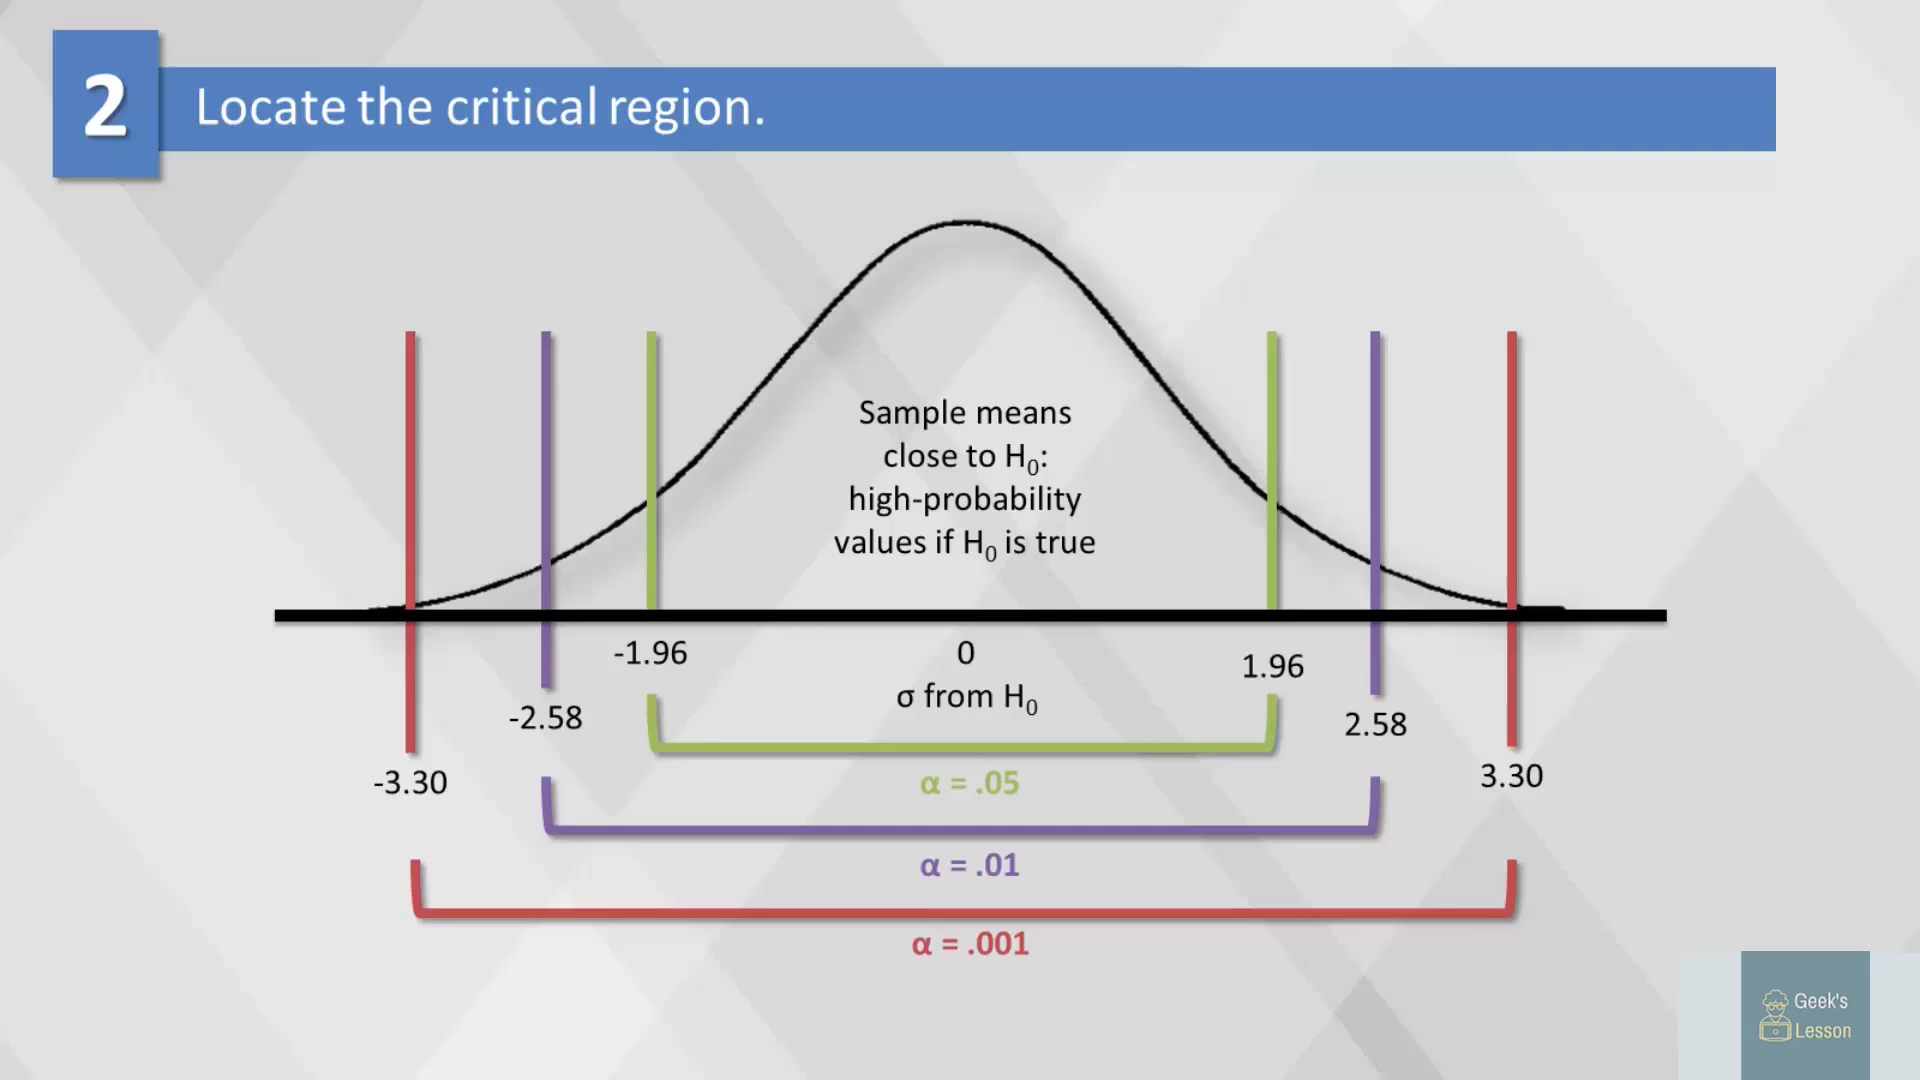 2
Locate the critical region.
Sample means
close to H₀:
high-probability
values if H₀ is true
-1.96
0
1.96
σ from H₀
-2.58
2.58
-3.30
3.30
α = .05
α = .01
α = .001
Geek's
Lesson